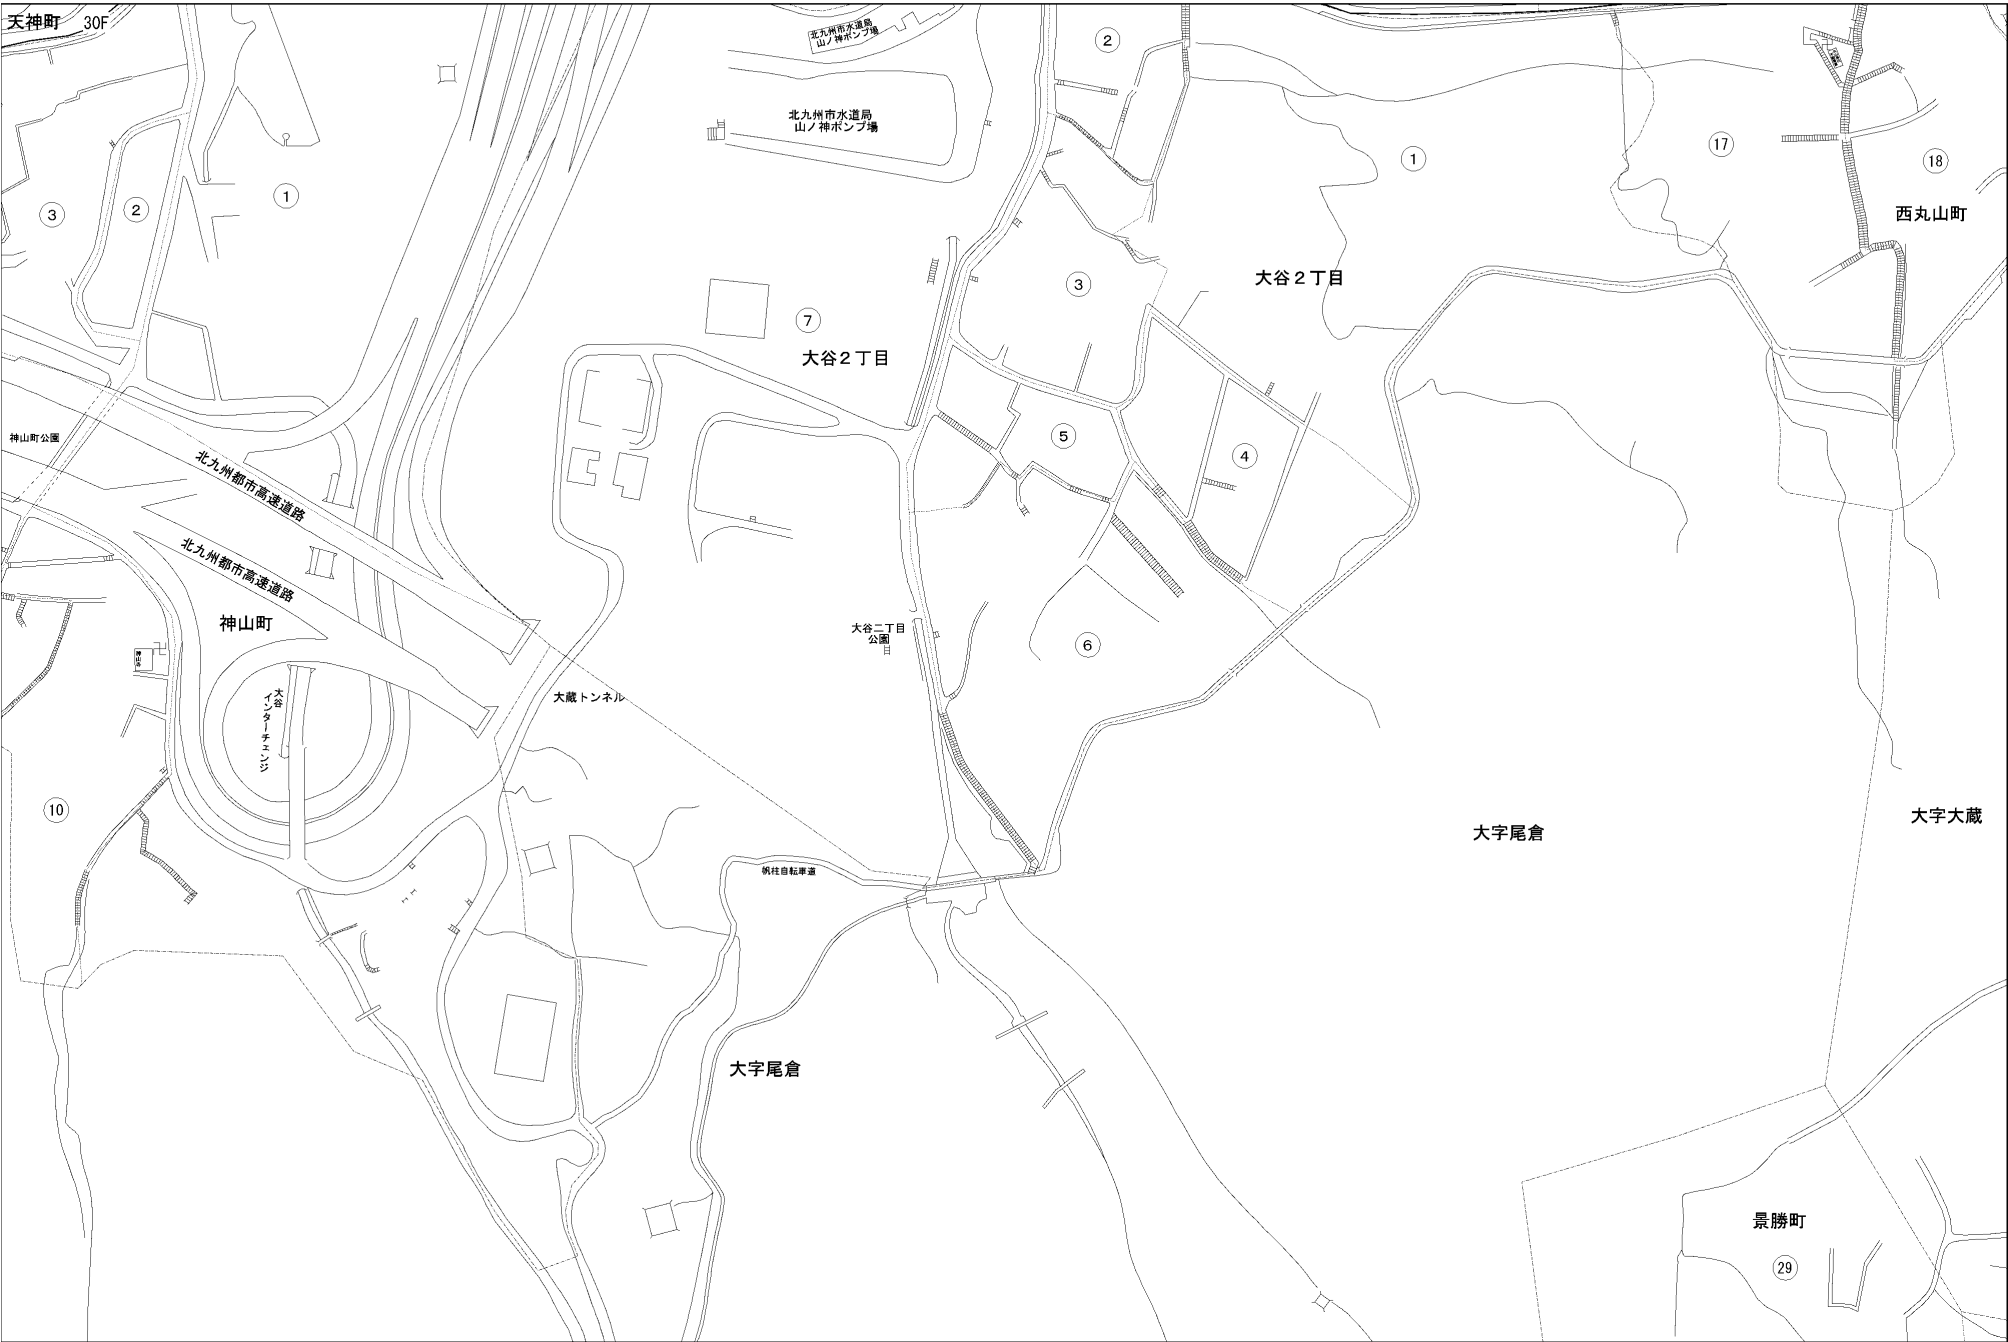 天神町 30F
北九州市水道局
山ノ神ポンプ場
2
北九州市水道局
山ノ神ポンプ場
1
17
18
3
2
1
西丸山町
大谷２丁目
3
7
大谷２丁目
神山町公園
5
4
北九州都市高速道路
北九州都市高速道路
神山町
大谷二丁目
公園
6
大蔵トンネル
大谷
インターチェンジ
10
大字大蔵
大字尾倉
帆柱自転車道
大字尾倉
景勝町
29